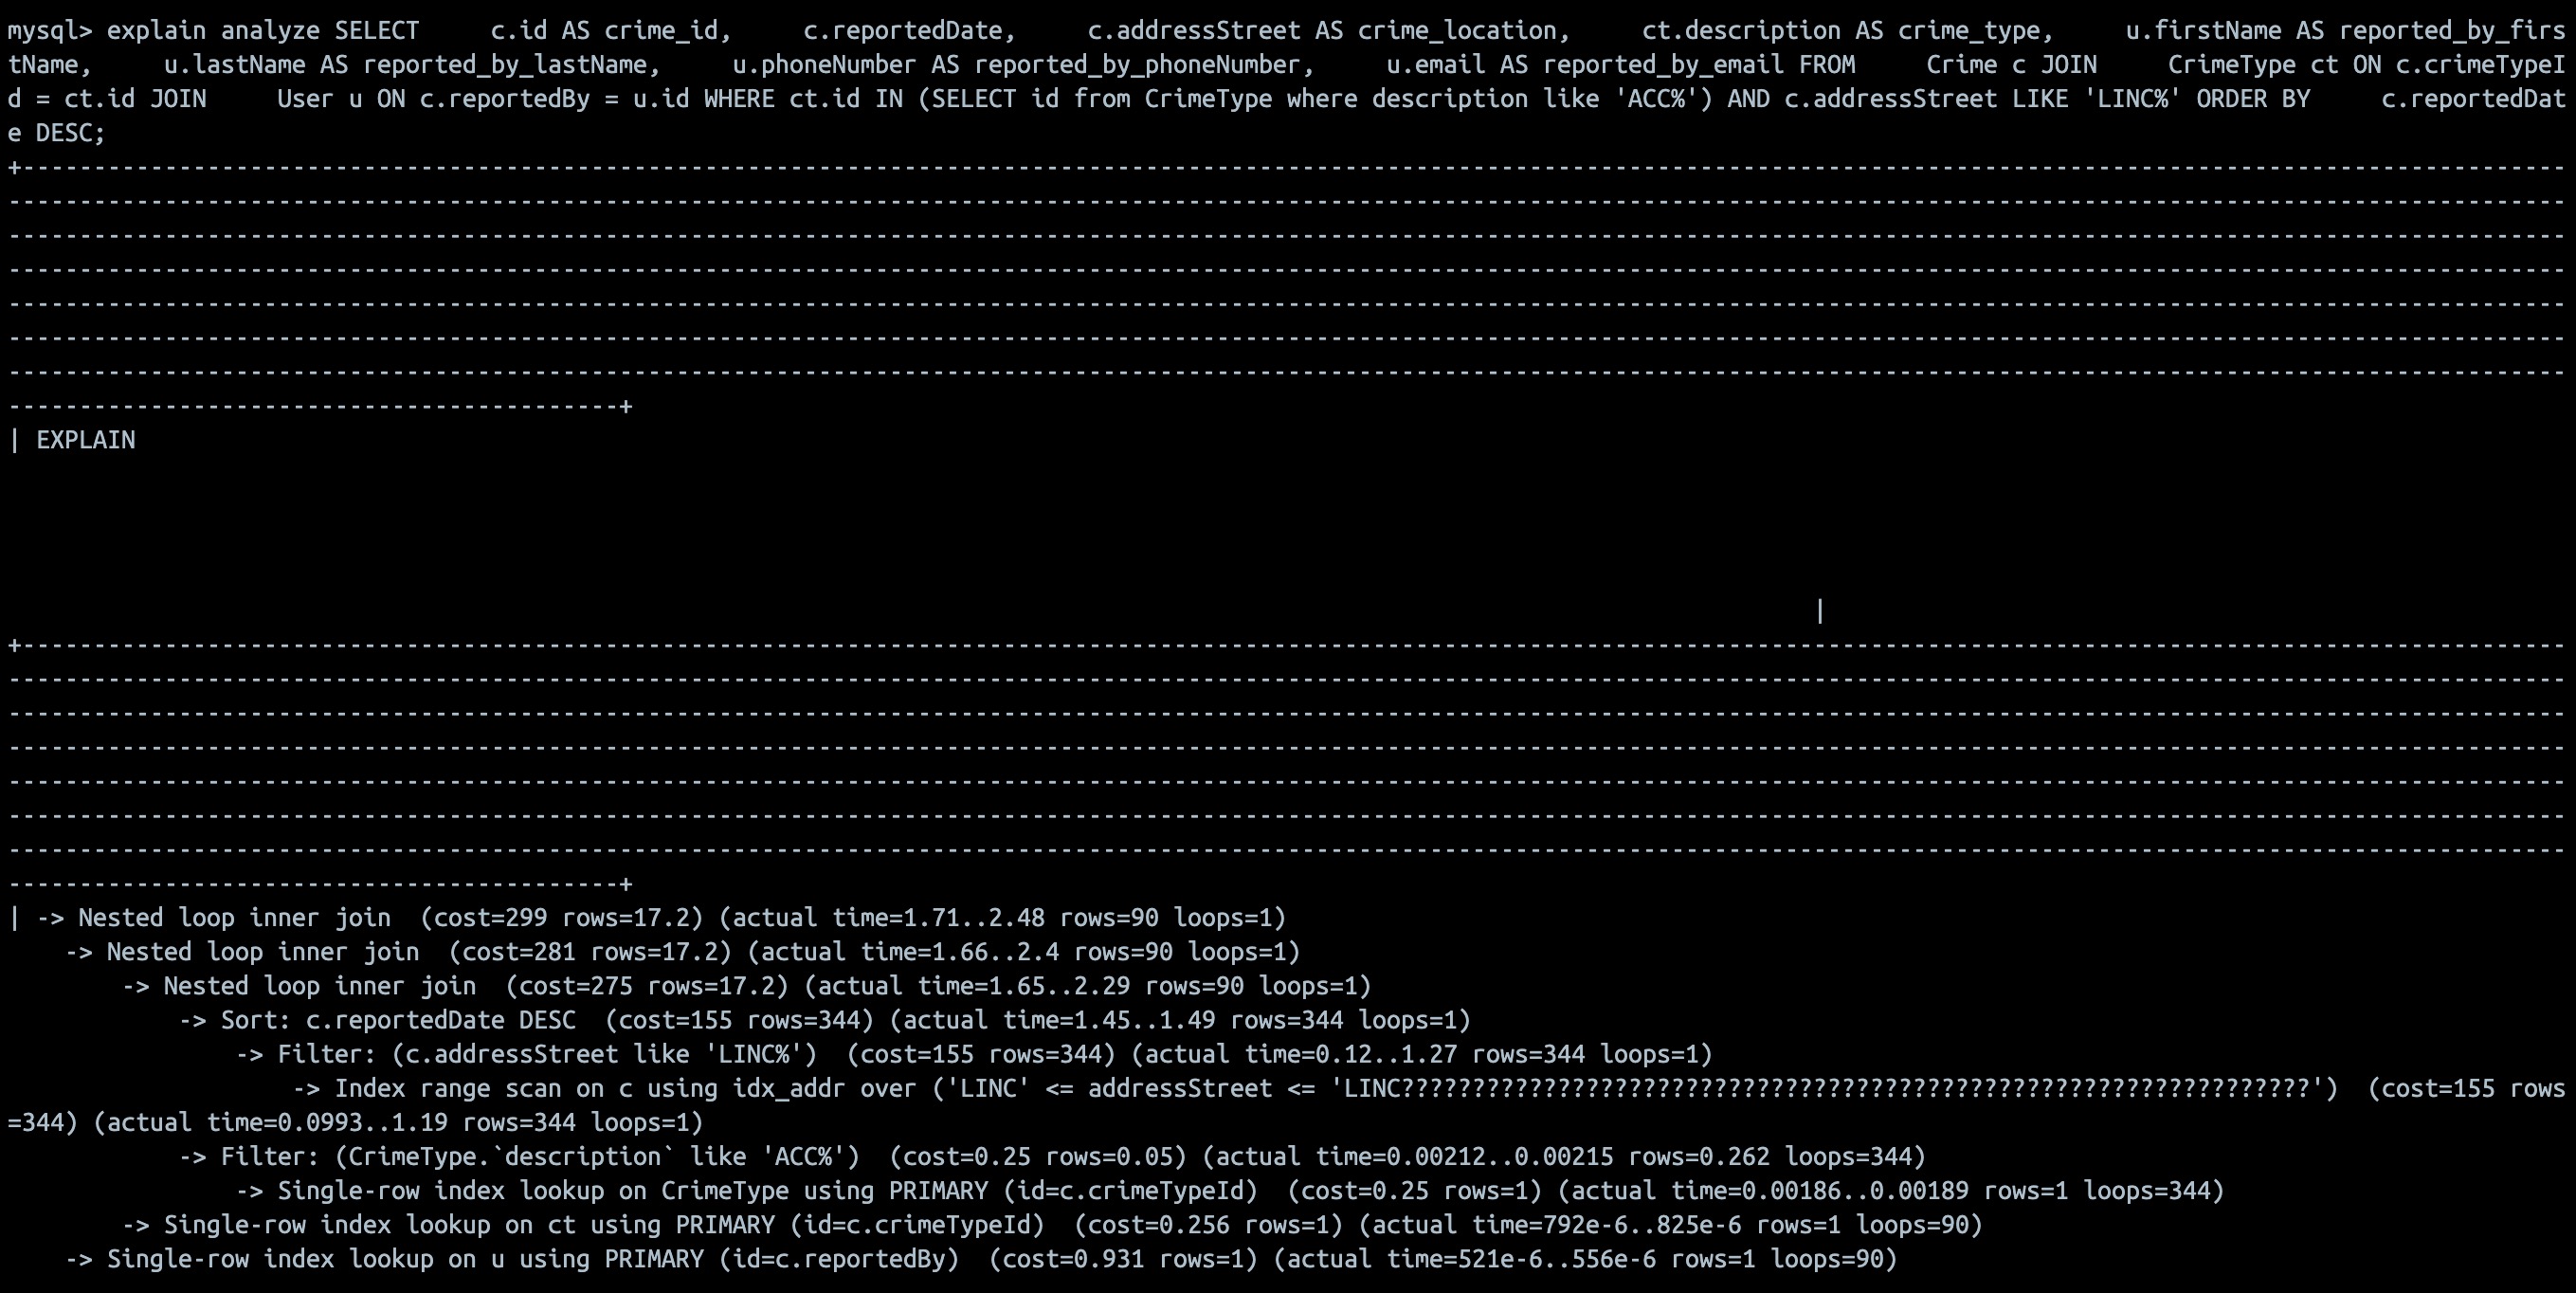 mysql> explain analyze SELECT     c.id AS crime_id,     c.reportedDate,     c.addressStreet AS crime_location,     ct.description AS crime_type,     u.firstName AS reported_by_firs
tName,     u.lastName AS reported_by_lastName,     u.phoneNumber AS reported_by_phoneNumber,     u.email AS reported_by_email FROM     Crime c JOIN     CrimeType ct ON c.crimeTypeI
d = ct.id JOIN     User u ON c.reportedBy = u.id WHERE ct.id IN (SELECT id from CrimeType where description like 'ACC%') AND c.addressStreet LIKE 'LINC%' ORDER BY     c.reportedDat
e DESC;
| EXPLAIN
|
| -> Nested loop inner join  (cost=299 rows=17.2) (actual time=1.71..2.48 rows=90 loops=1)
-> Nested loop inner join  (cost=281 rows=17.2) (actual time=1.66..2.4 rows=90 loops=1)
-> Nested loop inner join  (cost=275 rows=17.2) (actual time=1.65..2.29 rows=90 loops=1)
-> Sort: c.reportedDate DESC  (cost=155 rows=344) (actual time=1.45..1.49 rows=344 loops=1)
-> Filter: (c.addressStreet like 'LINC%')  (cost=155 rows=344) (actual time=0.12..1.27 rows=344 loops=1)
-> Index range scan on c using idx_addr over ('LINC' <= addressStreet <= 'LINC????????????????????????????????????????????????????????????????')  (cost=155 rows
=344) (actual time=0.0993..1.19 rows=344 loops=1)
-> Filter: (CrimeType.`description` like 'ACC%')  (cost=0.25 rows=0.05) (actual time=0.00212..0.00215 rows=0.262 loops=344)
-> Single-row index lookup on CrimeType using PRIMARY (id=c.crimeTypeId)  (cost=0.25 rows=1) (actual time=0.00186..0.00189 rows=1 loops=344)
-> Single-row index lookup on ct using PRIMARY (id=c.crimeTypeId)  (cost=0.256 rows=1) (actual time=792e-6..825e-6 rows=1 loops=90)
-> Single-row index lookup on u using PRIMARY (id=c.reportedBy)  (cost=0.931 rows=1) (actual time=521e-6..556e-6 rows=1 loops=90)